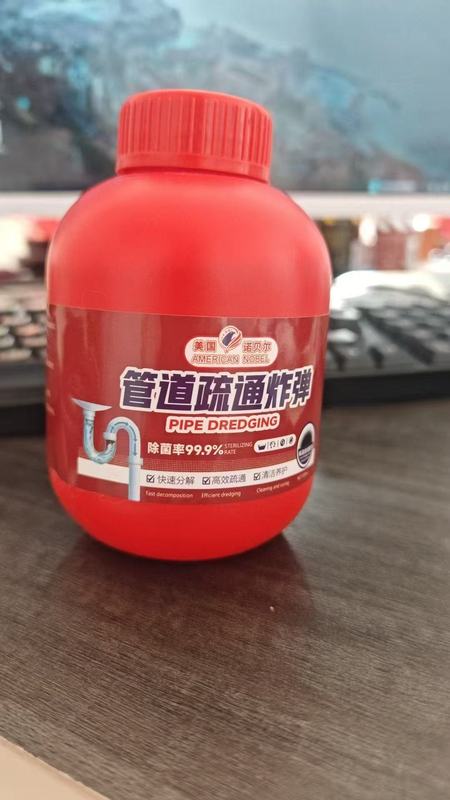 美国 诺贝尔
AMERICAN NOBEL
管道疏通炸弹
PIPE DREDGING
除菌率99.9% STERILIZING RATE
快速分解 高效疏通 清洁养护
Fast decomposition Efficient dredging Cleaning and caring